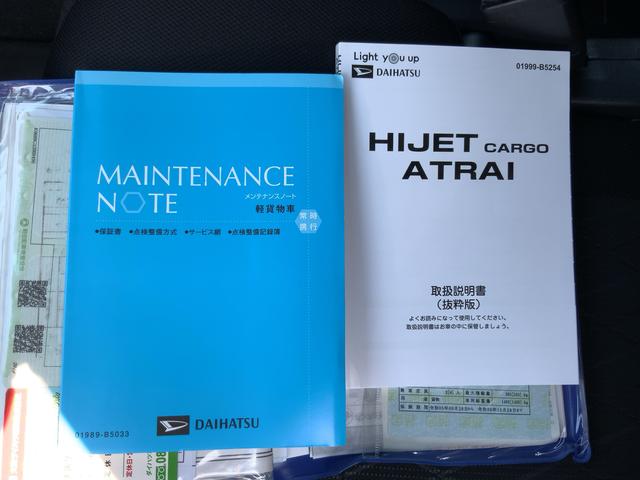 MAINTENANCE
NOTE
メンテナンスノート
軽貨物車
常時
携行
●保証書 ●点検整備方式 ●サービス網 ●点検整備記録簿
01989-B5033
DAIHATSU
Light you up
DAIHATSU
01999-B5254
HIJET CARGO
ATRAI
取扱説明書
（抜粋版）
よくお読みになって使用してください。
取扱説明書はお車の中に保管しましょう。